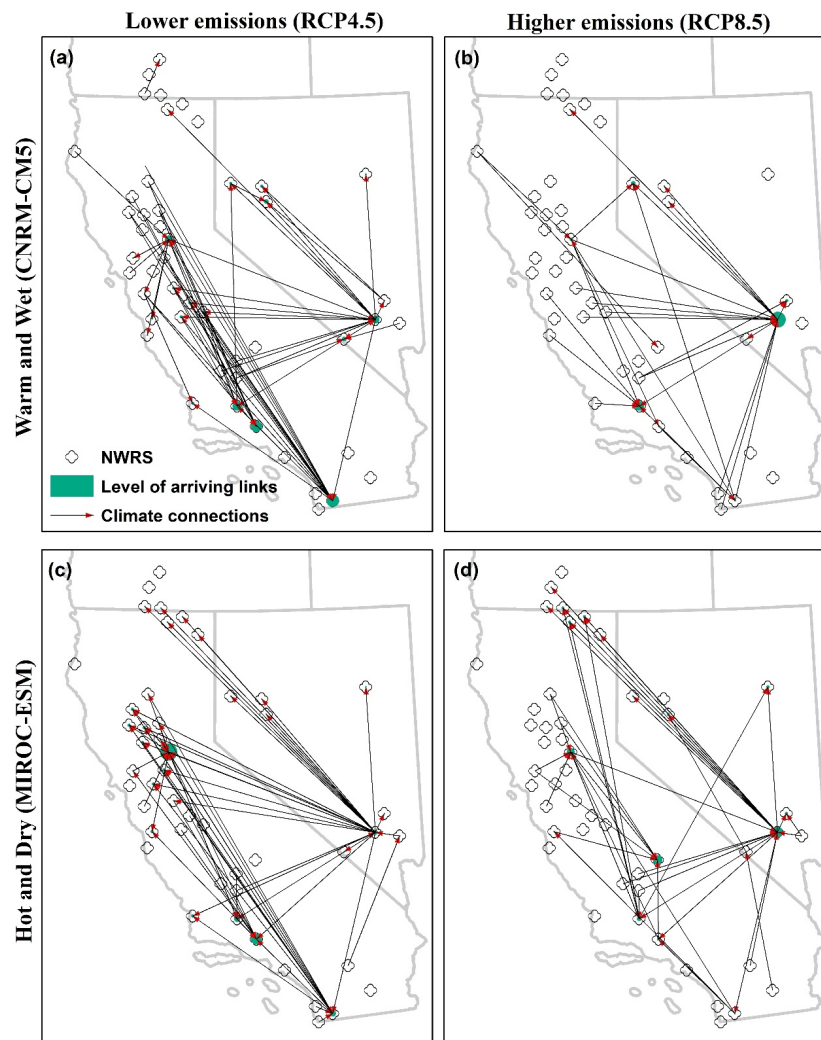 Lower emissions (RCP4.5)
Higher emissions (RCP8.5)
Warm and Wet (CNRM-CM5)
(a)
(b)
NWRS
Level of arriving links
Climate connections
Hot and Dry (MIROC-ESM)
(c)
(d)